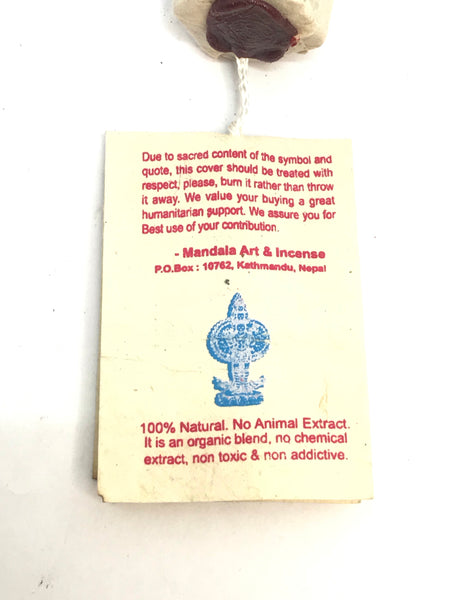 Due to sacred content of the symbol and
quote, this cover should be treated with
respect, please, burn it rather than throw
it away. We value your buying a great
humanitarian support. We assure you for
Best use of your contribution.
- Mandala Art & Incense
P.O.Box : 10762, Kathmandu, Nepal
100% Natural. No Animal Extract.
It is an organic blend, no chemical
extract, non toxic & non addictive.